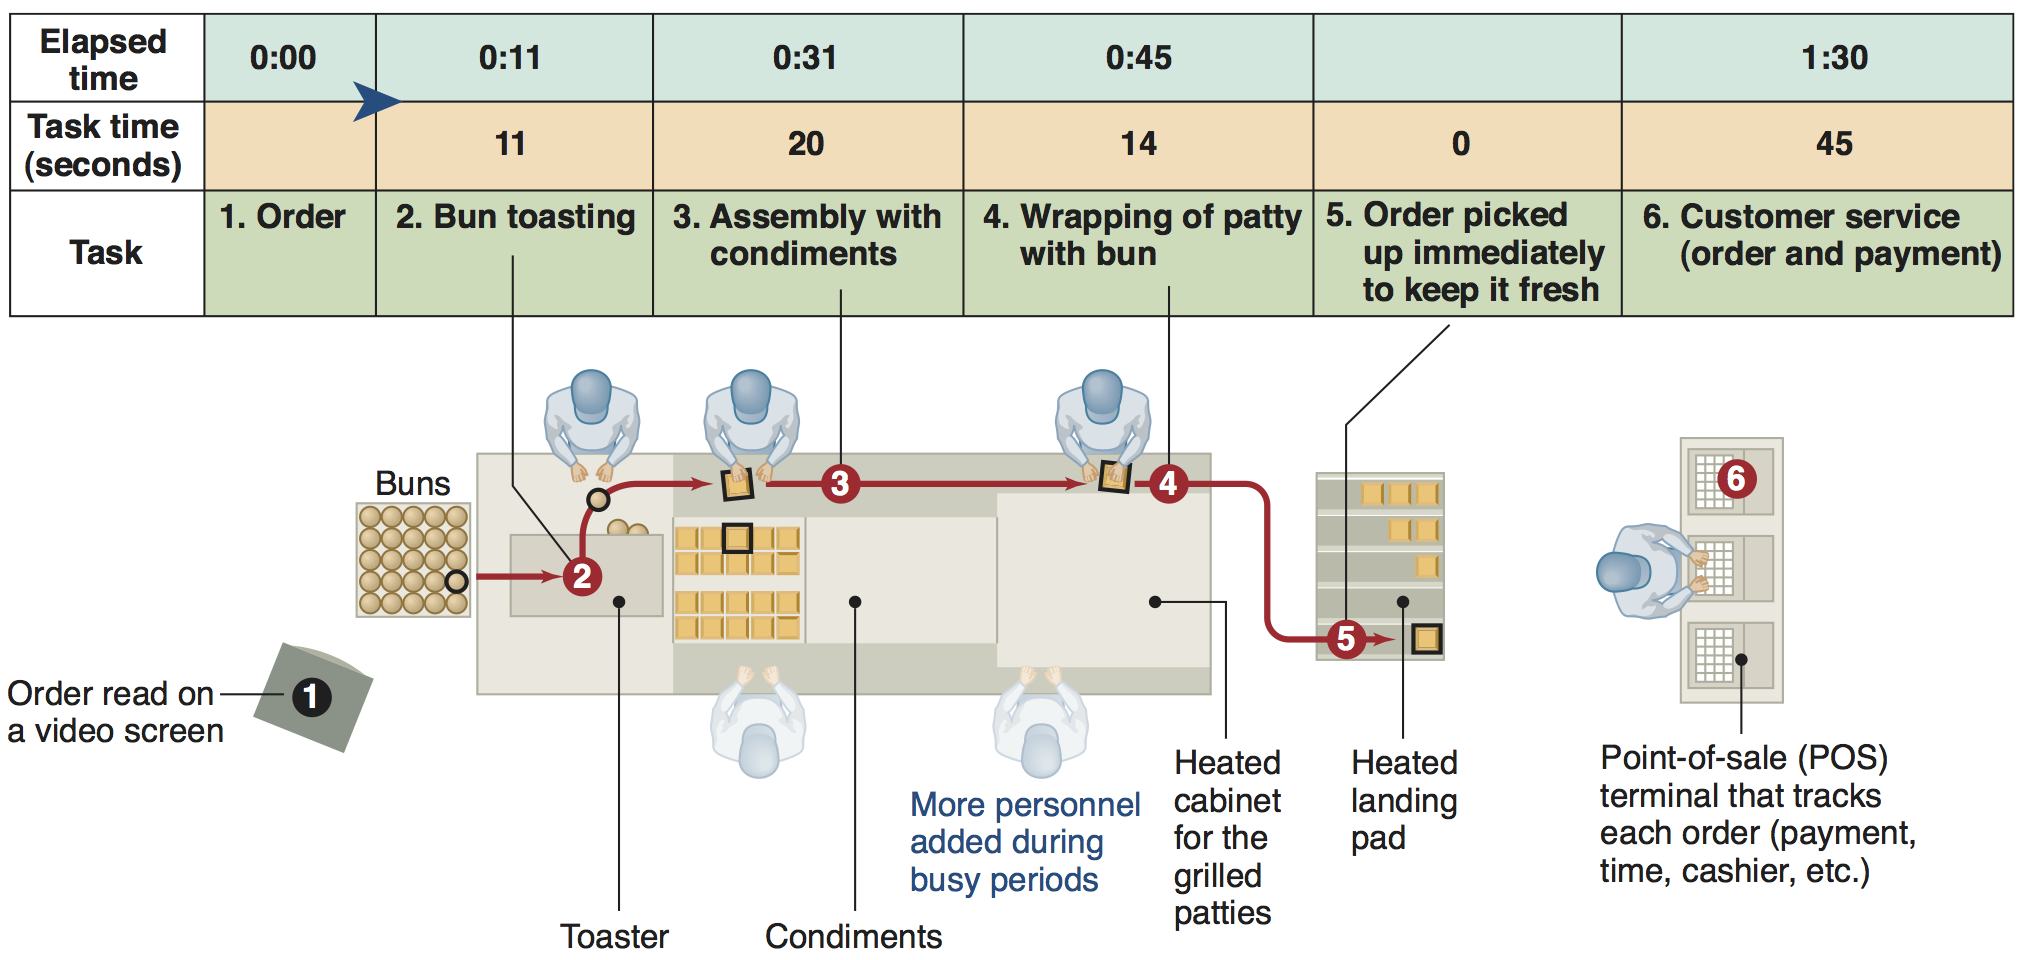 Elapsed
time
0:00
0:11
0:31
0:45
1:30
Task time
(seconds)
11
20
14
0
45
Task
1. Order
2. Bun toasting
3. Assembly with
condiments
4. Wrapping of patty
with bun
5. Order picked
up immediately
to keep it fresh
6. Customer service
(order and payment)
Buns
2
3
4
5
6
Order read on
a video screen
1
More personnel
added during
busy periods
Heated
cabinet
for the
grilled
patties
Heated
landing
pad
Point-of-sale (POS)
terminal that tracks
each order (payment,
time, cashier, etc.)
Toaster
Condiments